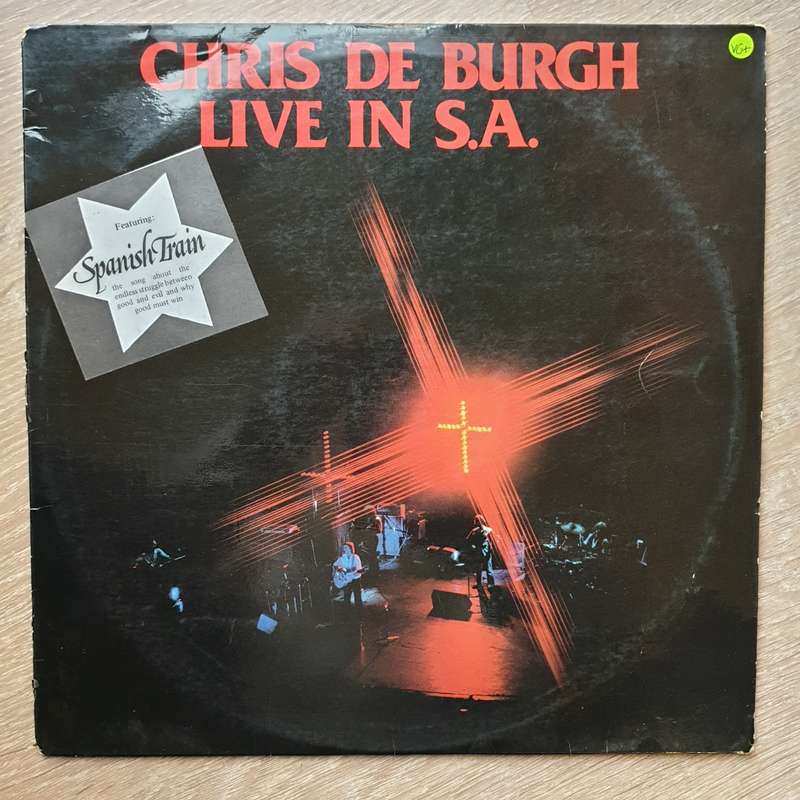 CHRIS DE BURGH
LIVE IN S.A.
VG+
Featuring:
Spanish Train
the song about the
endless struggle between
good and evil and why
good must win